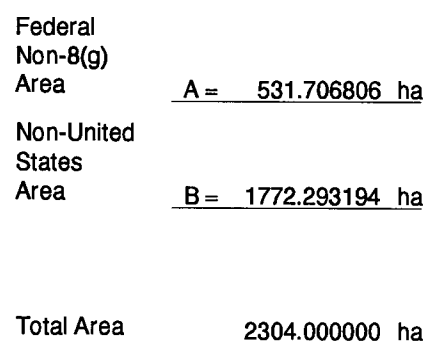 Federal
Non-8(g)
Area A = 531.706806 ha
Non-United
States
Area B = 1772.293194 ha
Total Area 2304.000000 ha